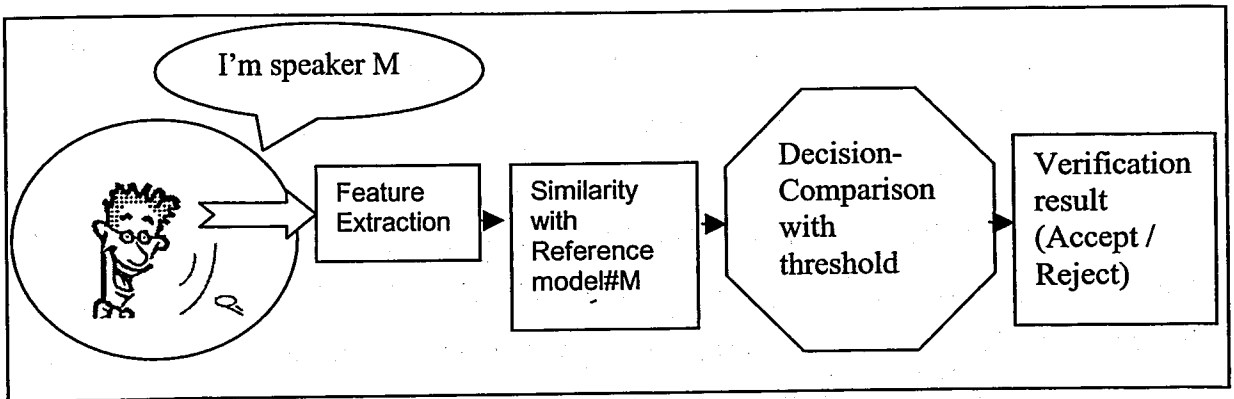 I'm speaker M
Feature
Extraction
Similarity
with
Reference
model#M
Decision-
Comparison
with
threshold
Verification
result
(Accept /
Reject)